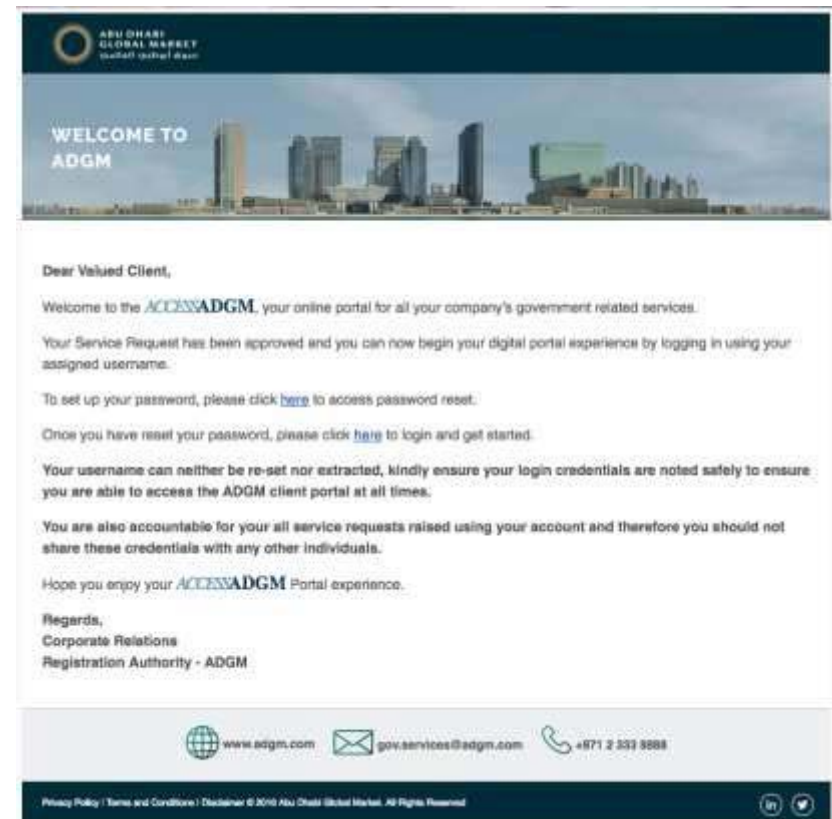 ABU DHABI
GLOBAL MARKET
سوق أبوظبي العالمي
WELCOME TO
ADGM
Dear Valued Client,
Welcome to the ACCESSADGM, your online portal for all your company's government related services.
Your Service Request has been approved and you can now begin your digital portal experience by logging in using your
assigned username.
To set up your password, please click here to access password reset.
Once you have reset your password, please click here to login and get started.
Your username can neither be re-set nor extracted, kindly ensure your login credentials are noted safely to ensure
you are able to access the ADGM client portal at all times.
You are also accountable for your all service requests raised using your account and therefore you should not
share these credentials with any other individuals.
Hope you enjoy your ACCESSADGM Portal experience.
Regards,
Corporate Relations
Registration Authority - ADGM
www.adgm.com gov.services@adgm.com +971 2 333 8888
Privacy Policy | Terms and Conditions | Disclaimer © 2016 Abu Dhabi Global Market. All Rights Reserved
in